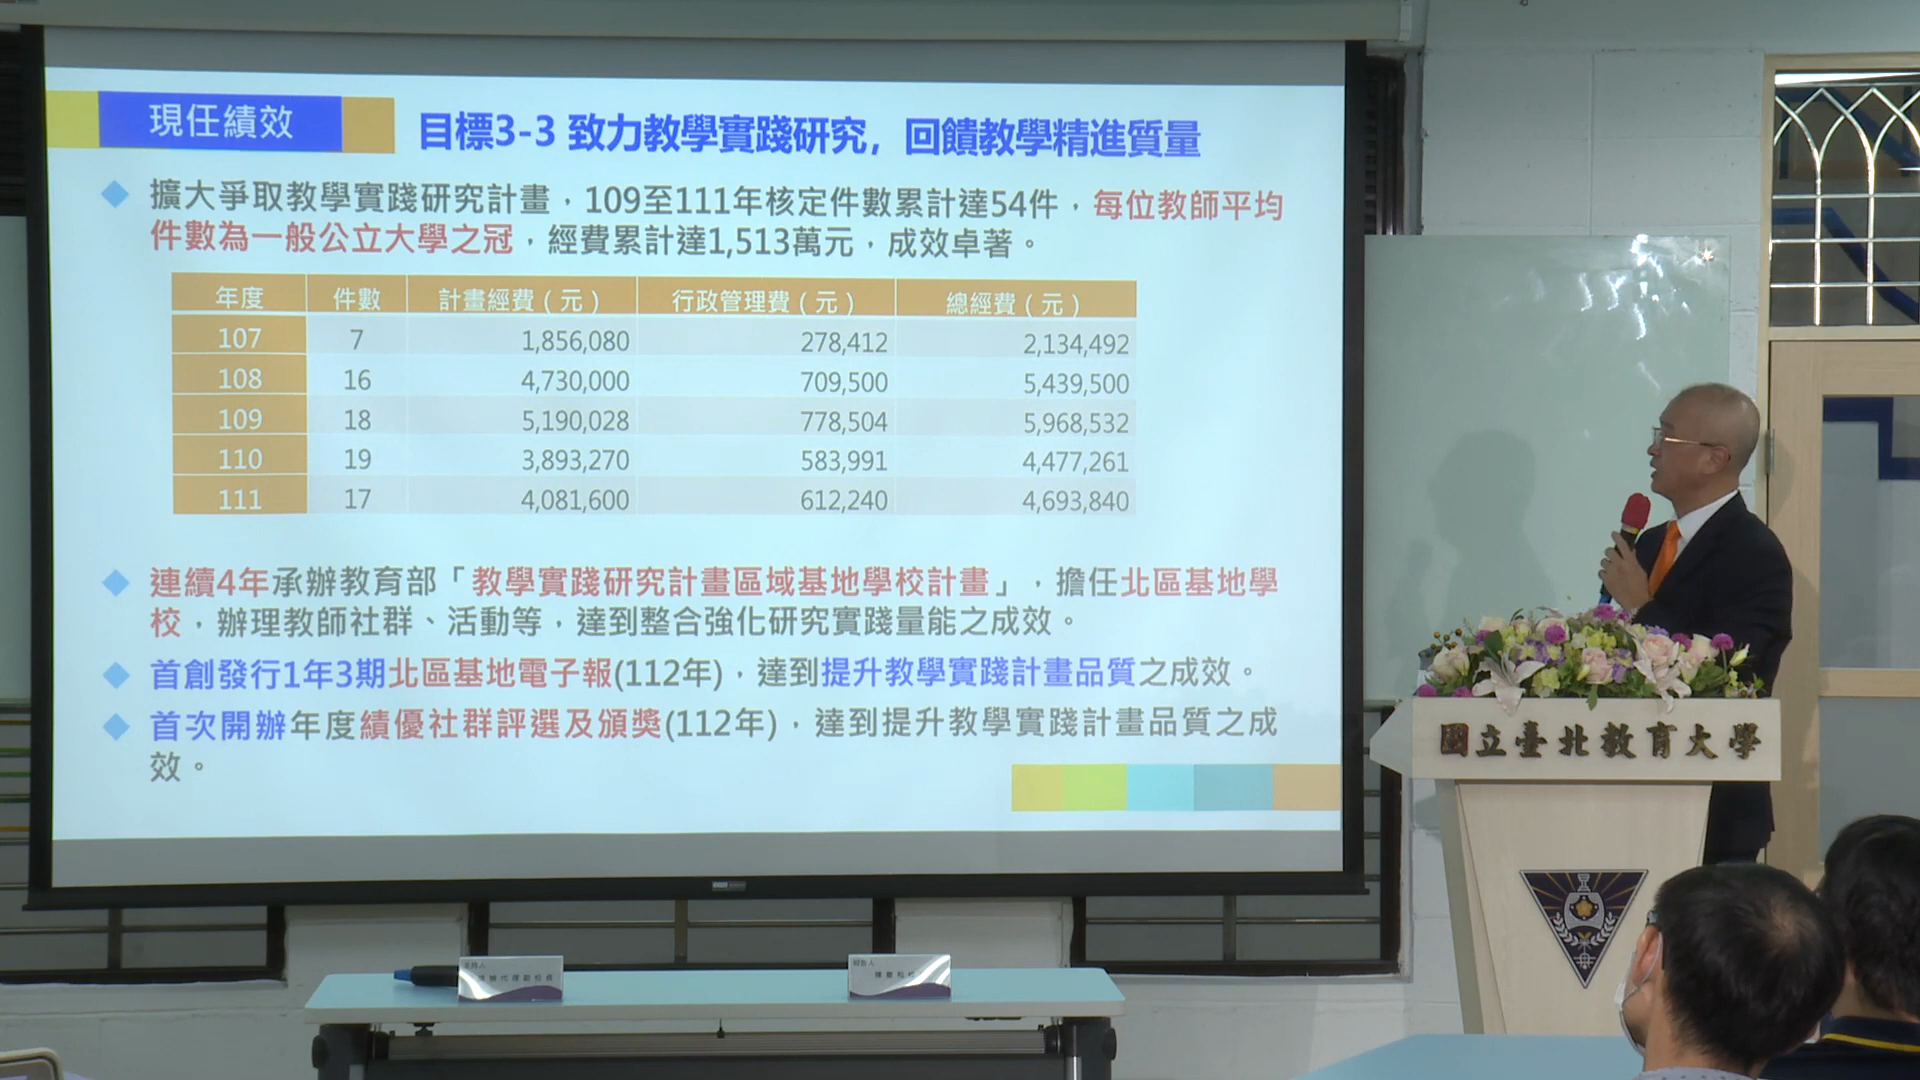 現任績效
目標3-3 致力教學實踐研究，回饋教學精進質量
擴大爭取教學實踐研究計畫，109至111年核定件數累計達54件，每位教師平均
件數為一般公立大學之冠，經費累計達1,513萬元，成效卓著。
年度 件數 計畫經費（元） 行政管理費（元） 總經費（元）
107 7 1,856,080 278,412 2,134,492
108 16 4,730,000 709,500 5,439,500
109 18 5,190,028 778,504 5,968,532
110 19 3,893,270 583,991 4,477,261
111 17 4,081,600 612,240 4,693,840
連續4年承辦教育部「教學實踐研究計畫區域基地學校計畫」，擔任北區基地學
校，辦理教師社群、活動等，達到整合強化研究實踐量能之成效。
首創發行1年3期北區基地電子報(112年)，達到提升教學實踐計畫品質之成效。
首次開辦年度績優社群評選及頒獎(112年)，達到提升教學實踐計畫品質之成
效。
國立臺北教育大學
主持人
代理副校長
報告人